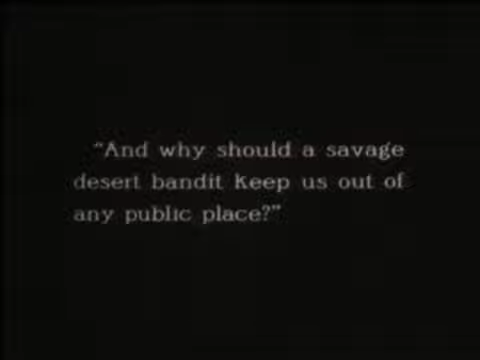 "And why should a savage
desert bandit keep us out of
any public place?"